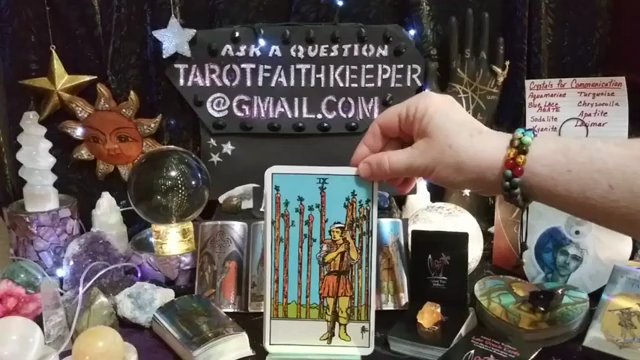 ASK A QUESTION
TAROTFAITHKEEPER
@GMAIL.COM
Crystals For Communication
Aquamarine Turquoise
Blue Lace AGATE Chrysocolla
Sodalite Apatite
Kyanite Larimar
IX